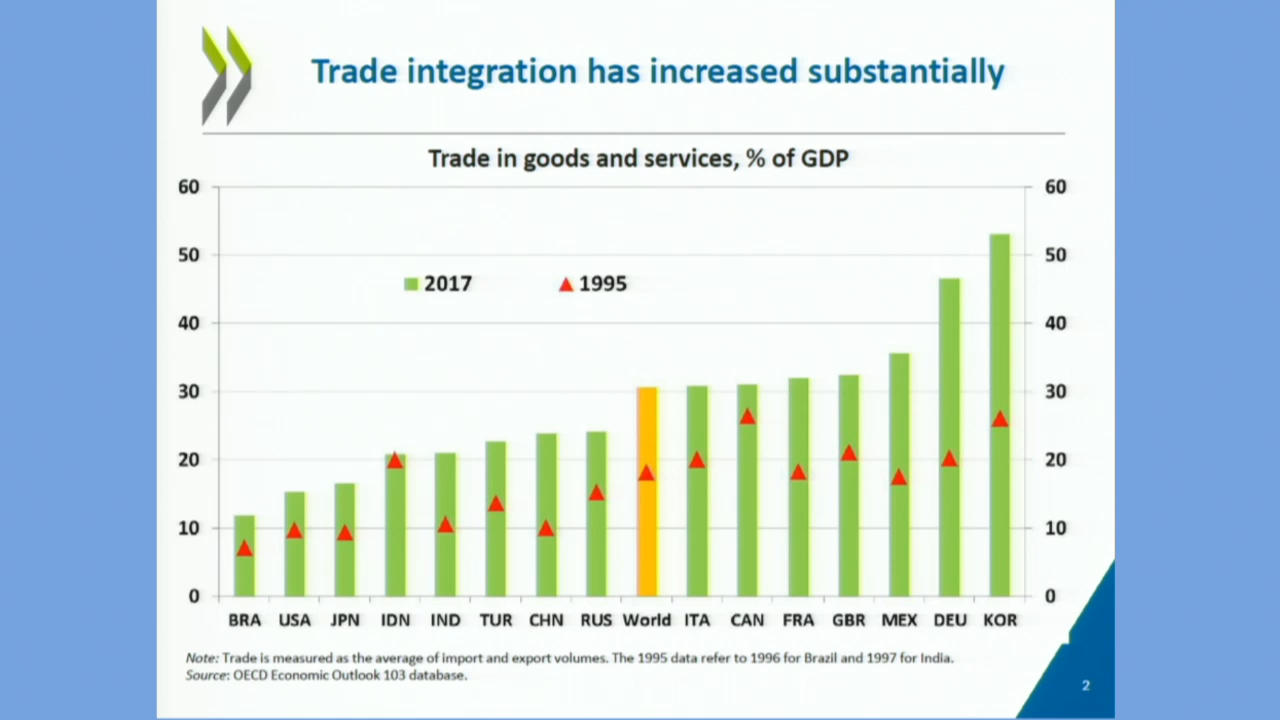 Trade integration has increased substantially
Trade in goods and services, % of GDP
60 60
50 50
2017 1995
40 40
30 30
20 20
10 10
0 0
BRA USA JPN IDN IND TUR CHN RUS World ITA CAN FRA GBR MEX DEU KOR
Note: Trade is measured as the average of import and export volumes. The 1995 data refer to 1996 for Brazil and 1997 for India.
Source: OECD Economic Outlook 103 database.
2